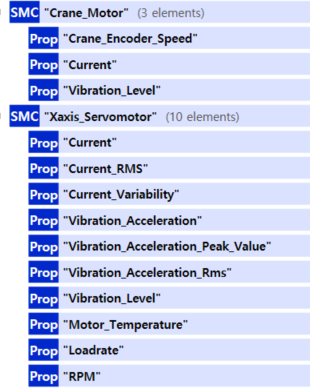 SMC "Crane_Motor" (3 elements)
Prop "Crane_Encoder_Speed"
Prop "Current"
Prop "Vibration_Level"
SMC "Xaxis_Servomotor" (10 elements)
Prop "Current"
Prop "Current_RMS"
Prop "Current_Variability"
Prop "Vibration_Acceleration"
Prop "Vibration_Acceleration_Peak_Value"
Prop "Vibration_Acceleration_Rms"
Prop "Vibration_Level"
Prop "Motor_Temperature"
Prop "Loadrate"
Prop "RPM"